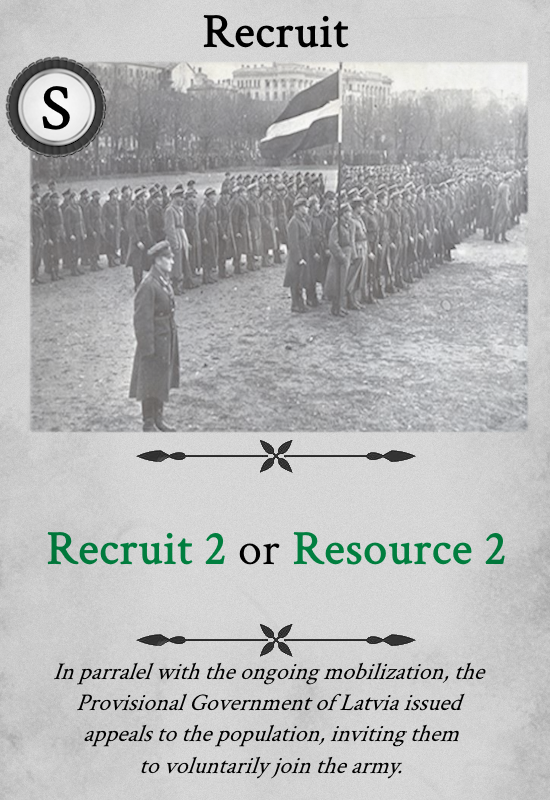 Recruit
S
Recruit 2 or Resource 2
In parralel with the ongoing mobilization, the
Provisional Government of Latvia issued
appeals to the population, inviting them
to voluntarily join the army.